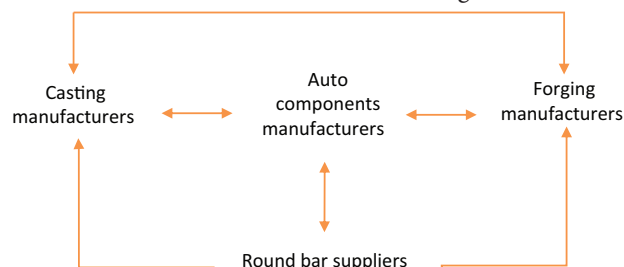 Casting
manufacturers
Auto
components
manufacturers
Forging
manufacturers
Round bar suppliers